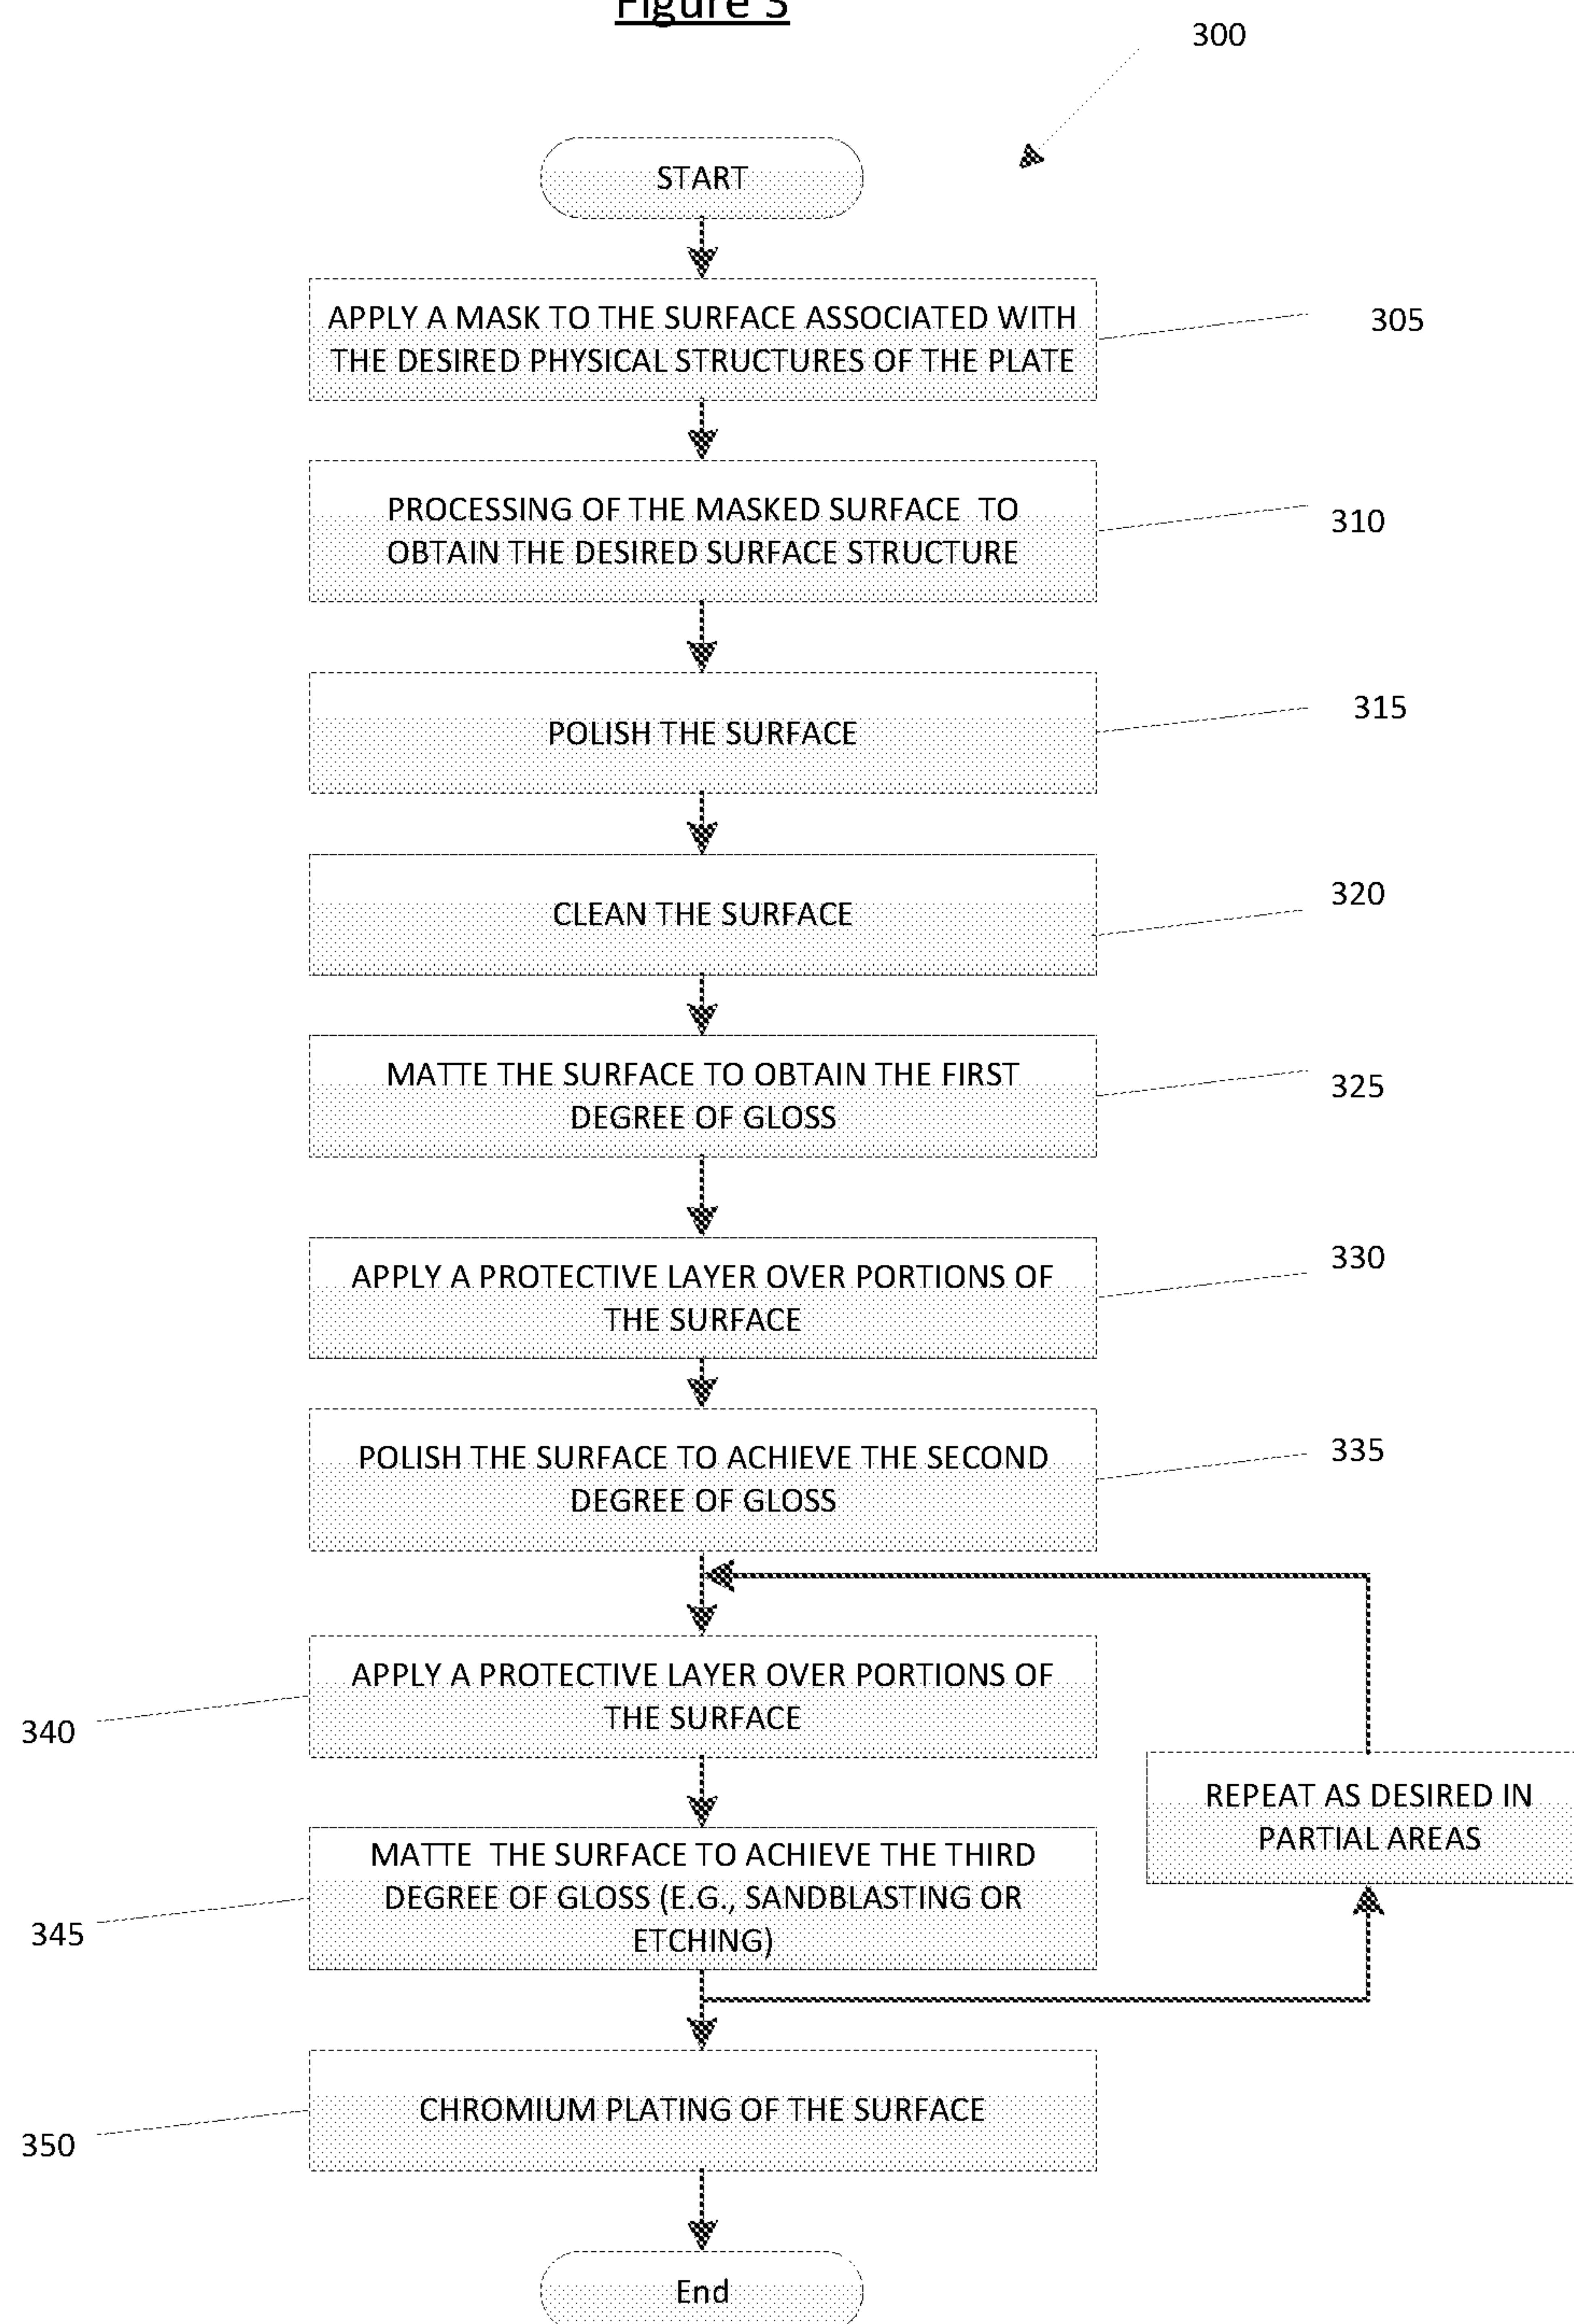 Figure 3
300
START
APPLY A MASK TO THE SURFACE ASSOCIATED WITH
THE DESIRED PHYSICAL STRUCTURES OF THE PLATE
305
PROCESSING OF THE MASKED SURFACE TO
OBTAIN THE DESIRED SURFACE STRUCTURE
310
POLISH THE SURFACE
315
CLEAN THE SURFACE
320
MATTE THE SURFACE TO OBTAIN THE FIRST
DEGREE OF GLOSS
325
APPLY A PROTECTIVE LAYER OVER PORTIONS OF
THE SURFACE
330
POLISH THE SURFACE TO ACHIEVE THE SECOND
DEGREE OF GLOSS
335
APPLY A PROTECTIVE LAYER OVER PORTIONS OF
THE SURFACE
340
REPEAT AS DESIRED IN
PARTIAL AREAS
MATTE THE SURFACE TO ACHIEVE THE THIRD
DEGREE OF GLOSS (E.G., SANDBLASTING OR
ETCHING)
345
CHROMIUM PLATING OF THE SURFACE
350
End